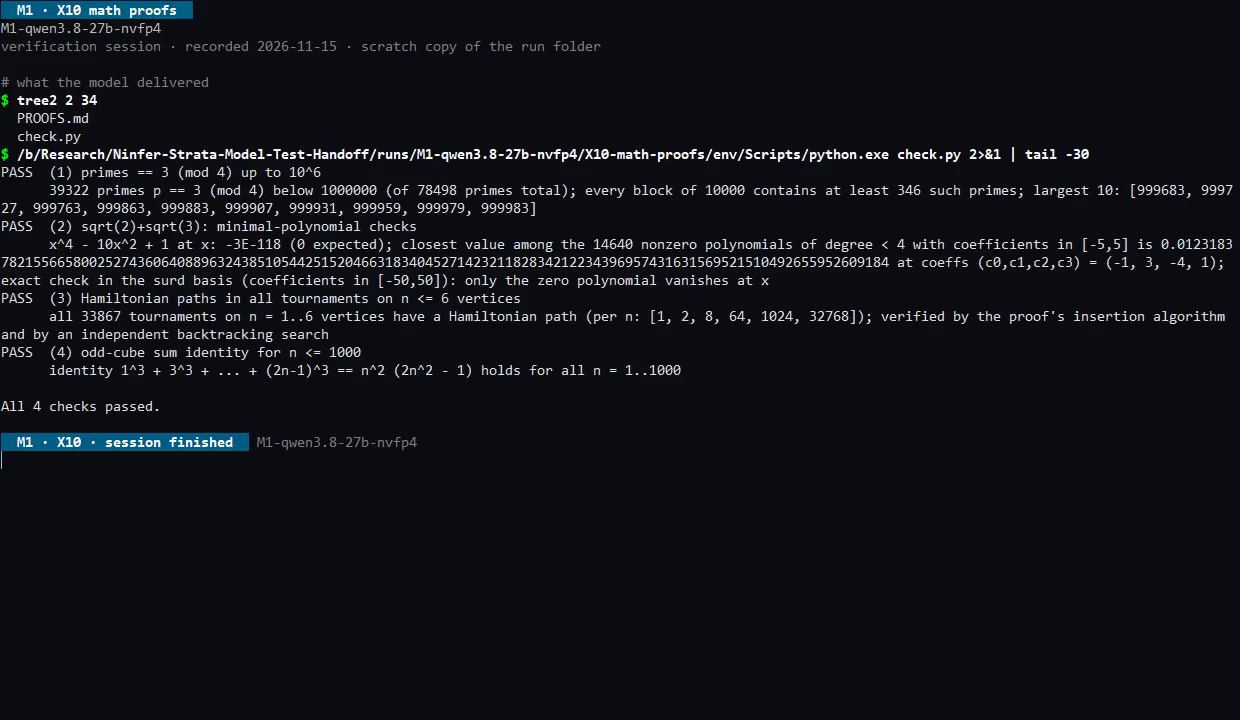 M1 · X10 math proofs
M1-qwen3.8-27b-nvfp4
verification session · recorded 2026-11-15 · scratch copy of the run folder
# what the model delivered
$ tree2 2 34
PROOFS.md
check.py
$ /b/Research/Ninfer-Strata-Model-Test-Handoff/runs/M1-qwen3.8-27b-nvfp4/X10-math-proofs/env/Scripts/python.exe check.py 2>&1 | tail -30
PASS  (1) primes == 3 (mod 4) up to 10^6
39322 primes p == 3 (mod 4) below 1000000 (of 78498 primes total); every block of 10000 contains at least 346 such primes; largest 10: [999683, 9997
27, 999763, 999863, 999883, 999907, 999931, 999959, 999979, 999983]
PASS  (2) sqrt(2)+sqrt(3): minimal-polynomial checks
x^4 - 10x^2 + 1 at x: -3E-118 (0 expected); closest value among the 14640 nonzero polynomials of degree < 4 with coefficients in [-5,5] is 0.0123183
782155665800252743606408896324385105442515204663183404527142321182834212234396957431631569521510492655952609184 at coeffs (c0,c1,c2,c3) = (-1, 3, -4, 1);
exact check in the surd basis (coefficients in [-50,50]): only the zero polynomial vanishes at x
PASS  (3) Hamiltonian paths in all tournaments on n <= 6 vertices
all 33867 tournaments on n = 1..6 vertices have a Hamiltonian path (per n: [1, 2, 8, 64, 1024, 32768]); verified by the proof's insertion algorithm
and by an independent backtracking search
PASS  (4) odd-cube sum identity for n <= 1000
identity 1^3 + 3^3 + ... + (2n-1)^3 == n^2 (2n^2 - 1) holds for all n = 1..1000
All 4 checks passed.
M1 · X10 · session finished  M1-qwen3.8-27b-nvfp4